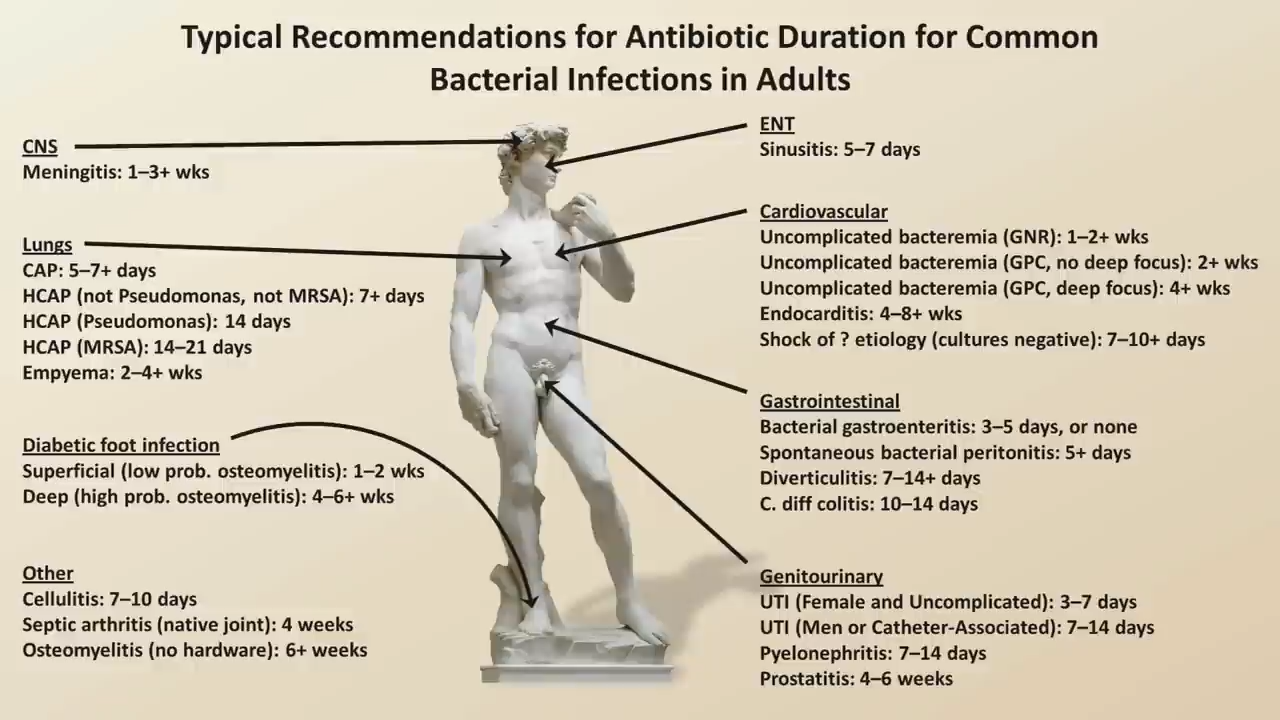 Typical Recommendations for Antibiotic Duration for Common
Bacterial Infections in Adults
CNS
Meningitis: 1–3+ wks
Lungs
CAP: 5–7+ days
HCAP (not Pseudomonas, not MRSA): 7+ days
HCAP (Pseudomonas): 14 days
HCAP (MRSA): 14–21 days
Empyema: 2–4+ wks
Diabetic foot infection
Superficial (low prob. osteomyelitis): 1–2 wks
Deep (high prob. osteomyelitis): 4–6+ wks
Other
Cellulitis: 7–10 days
Septic arthritis (native joint): 4 weeks
Osteomyelitis (no hardware): 6+ weeks
ENT
Sinusitis: 5–7 days
Cardiovascular
Uncomplicated bacteremia (GNR): 1–2+ wks
Uncomplicated bacteremia (GPC, no deep focus): 2+ wks
Uncomplicated bacteremia (GPC, deep focus): 4+ wks
Endocarditis: 4–8+ wks
Shock of ? etiology (cultures negative): 7–10+ days
Gastrointestinal
Bacterial gastroenteritis: 3–5 days, or none
Spontaneous bacterial peritonitis: 5+ days
Diverticulitis: 7–14+ days
C. diff colitis: 10–14 days
Genitourinary
UTI (Female and Uncomplicated): 3–7 days
UTI (Men or Catheter-Associated): 7–14 days
Pyelonephritis: 7–14 days
Prostatitis: 4–6 weeks